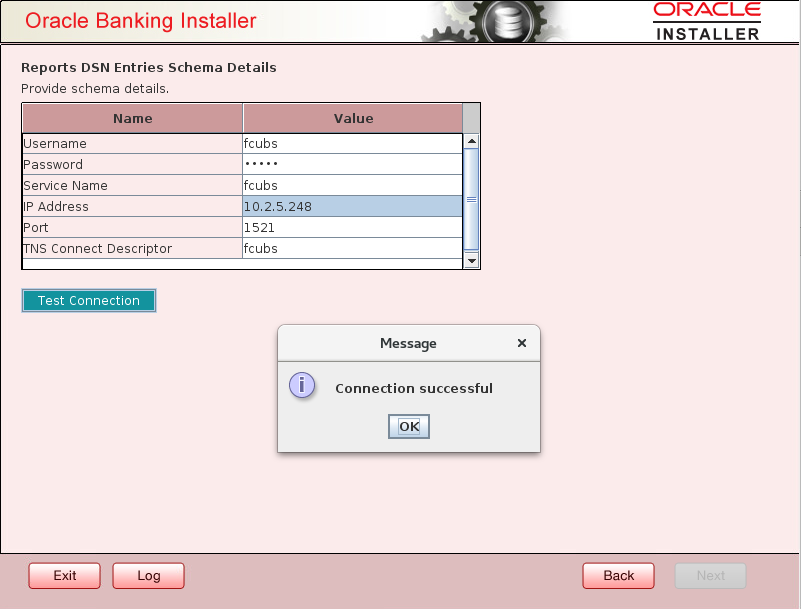 Oracle Banking Installer
ORACLE
INSTALLER
Reports DSN Entries Schema Details
Provide schema details.
Name Value
Username fcubs
Password •••••
Service Name fcubs
IP Address 10.2.5.248
Port 1521
TNS Connect Descriptor fcubs
Test Connection
Message ×
i Connection successful
OK
Exit Log Back Next